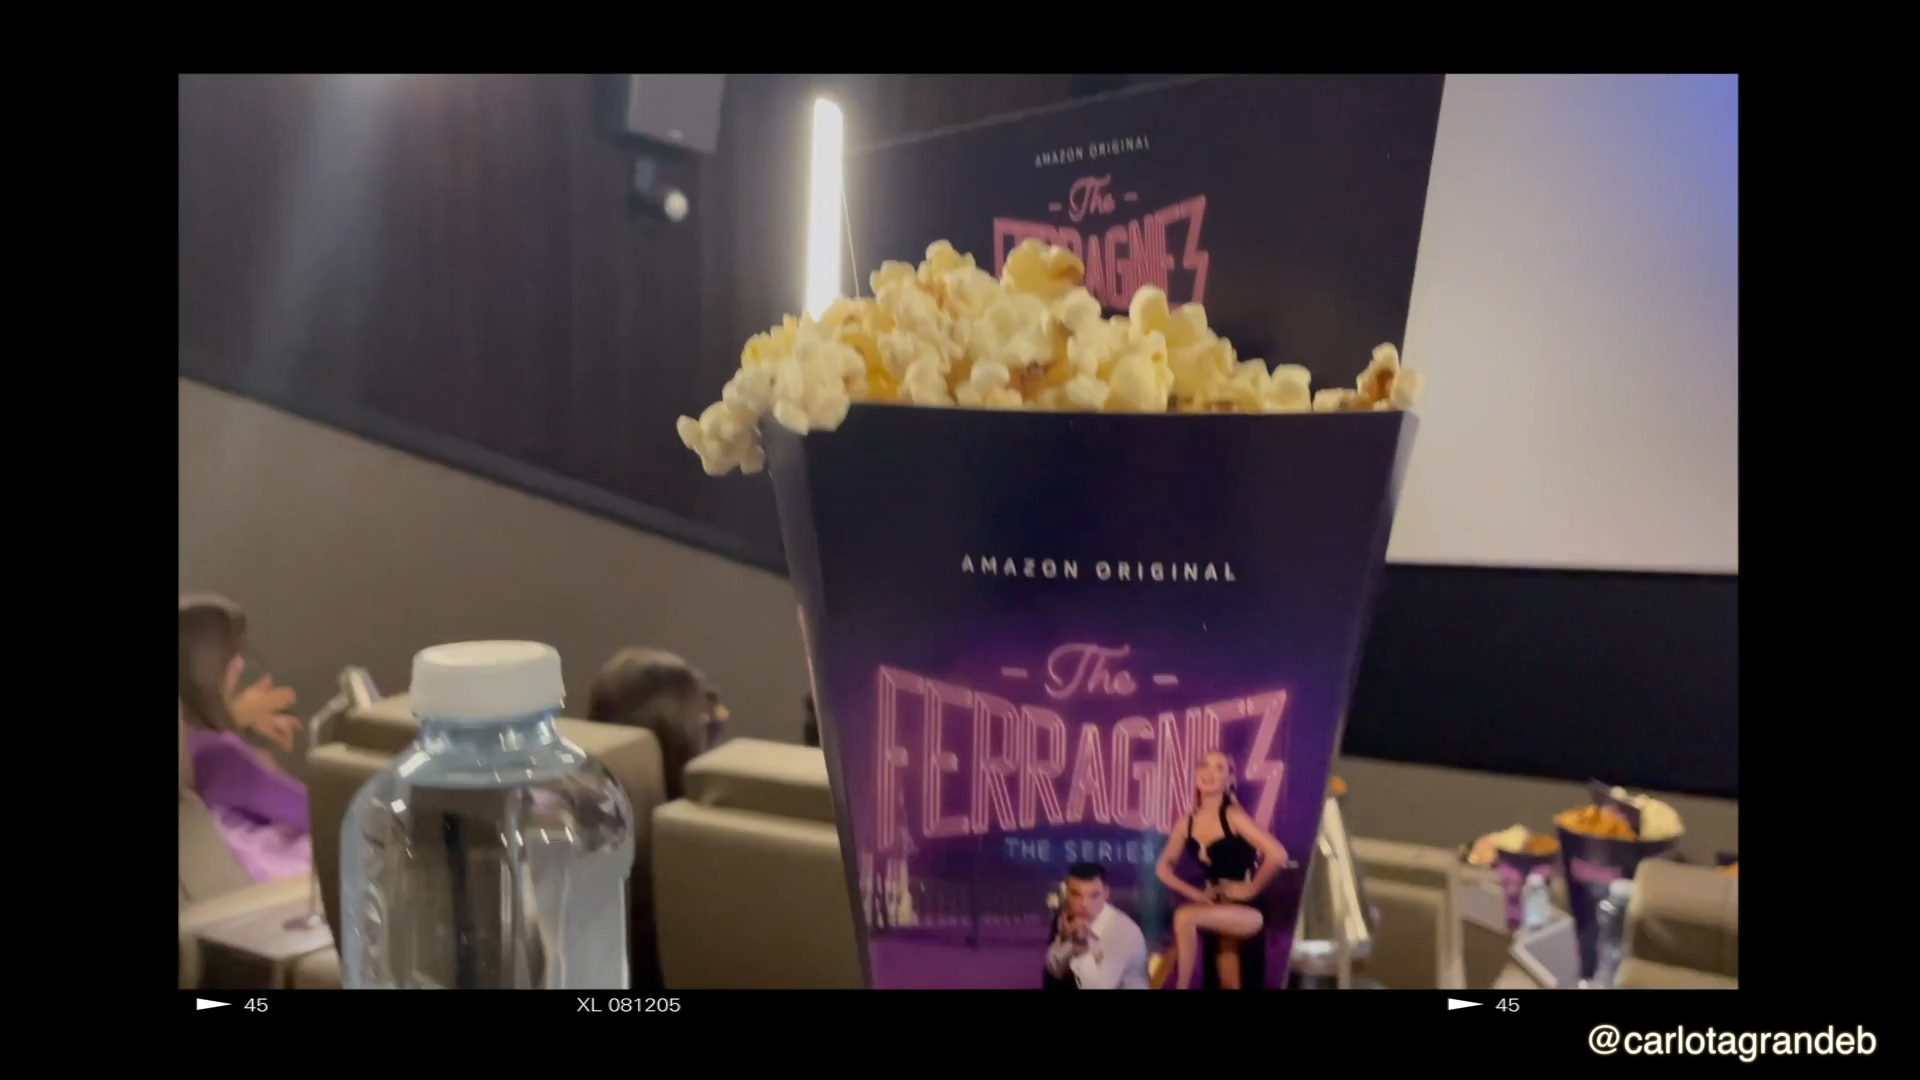 AMAZON ORIGINAL
- The -
FERRAGNEZ
AMAZON ORIGINAL
- The -
FERRAGNEZ
THE SERIES
45
XL 081205
45
@carlotagrandeb